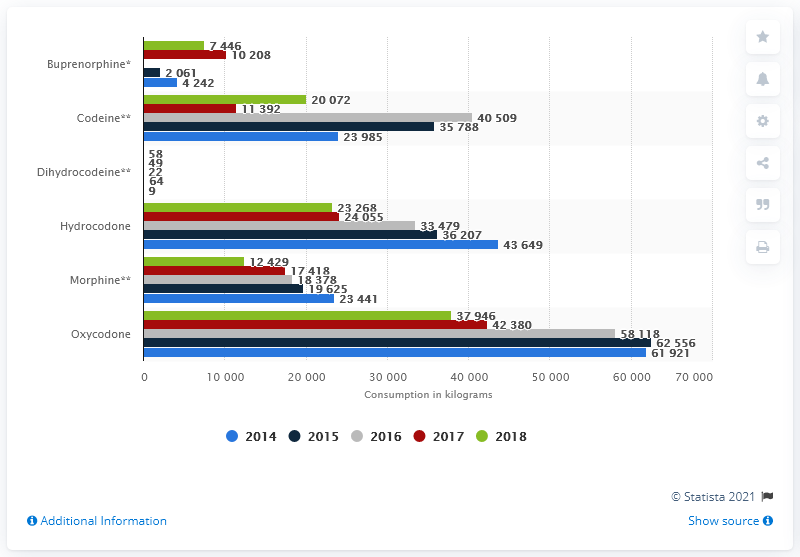 Buprenorphine*
7 446
10 208
2 061
4 242
Codeine**
20 072
11 392
40 509
35 788
23 985
Dihydrocodeine**
58
49
22
64
9
Hydrocodone
23 268
24 055
33 479
36 207
43 649
Morphine**
12 429
17 418
18 378
19 625
23 441
Oxycodone
37 946
42 380
58 118
62 556
61 921
0 10 000 20 000 30 000 40 000 50 000 60 000 70 000
Consumption in kilograms
2014 2015 2016 2017 2018
© Statista 2021
Additional Information Show source